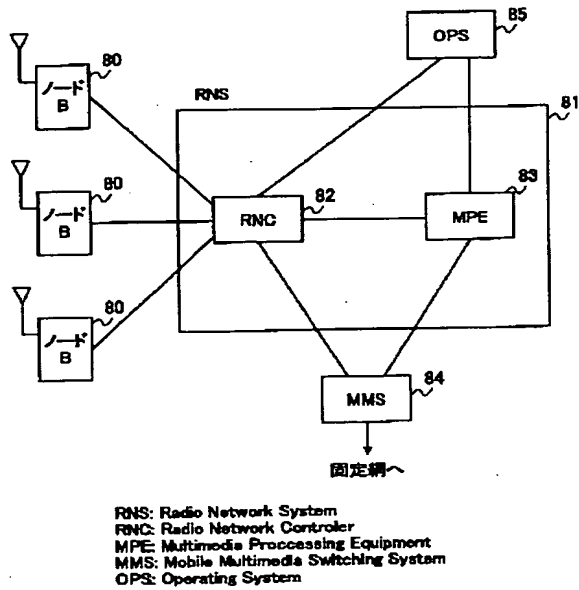 85
OPS
80
ノード
B
RNS
81
80
ノード
B
82
RNC
83
MPE
80
ノード
B
84
MMS
固定網へ
RNS: Radio Network System
RNC: Radio Network Controler
MPE: Multimedia Proccessing Equipment
MMS: Mobile Multimedia Switching System
OPS: Operating System